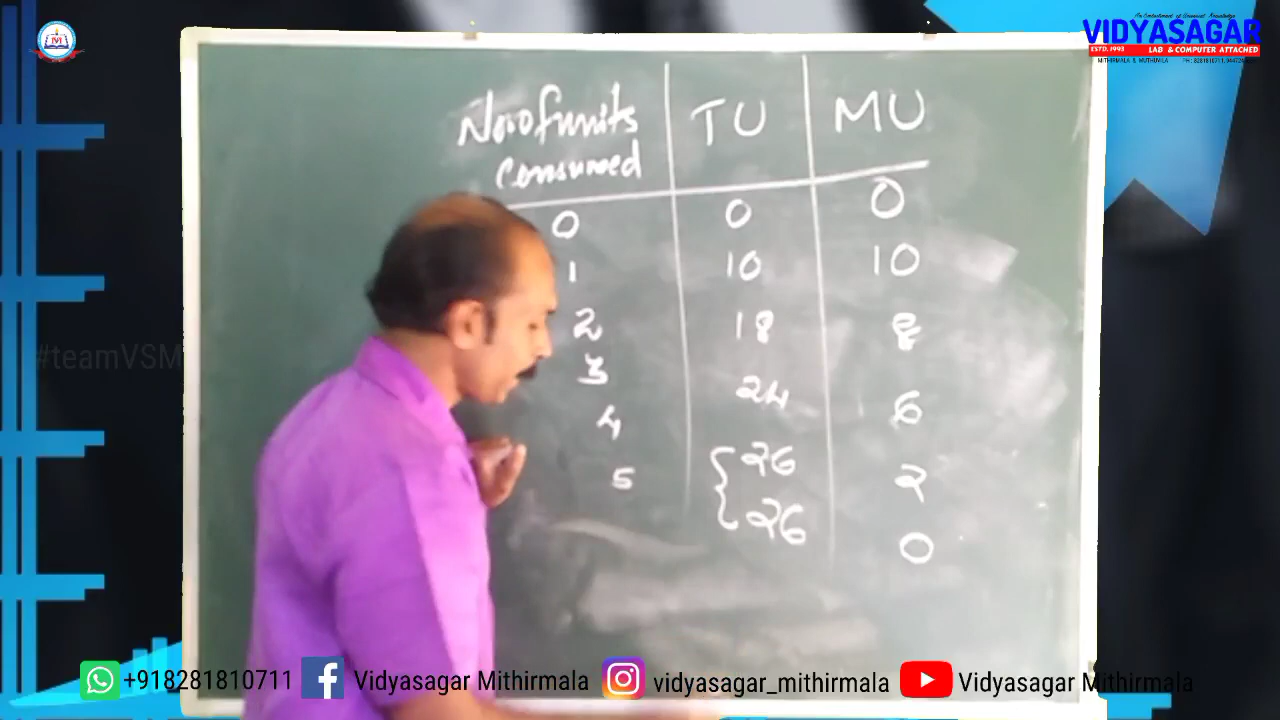 VIDYASAGAR
ESTD.1993 LAB & COMPUTER ATTACHED
#teamVSM
No.of units TU MU
consumed
0 0 0
1 10 10
2 18 8
3 24 6
4 26 2
5 26 0
+918281810711 Vidyasagar Mithirmala vidyasagar_mithirmala Vidyasagar Mithirmala